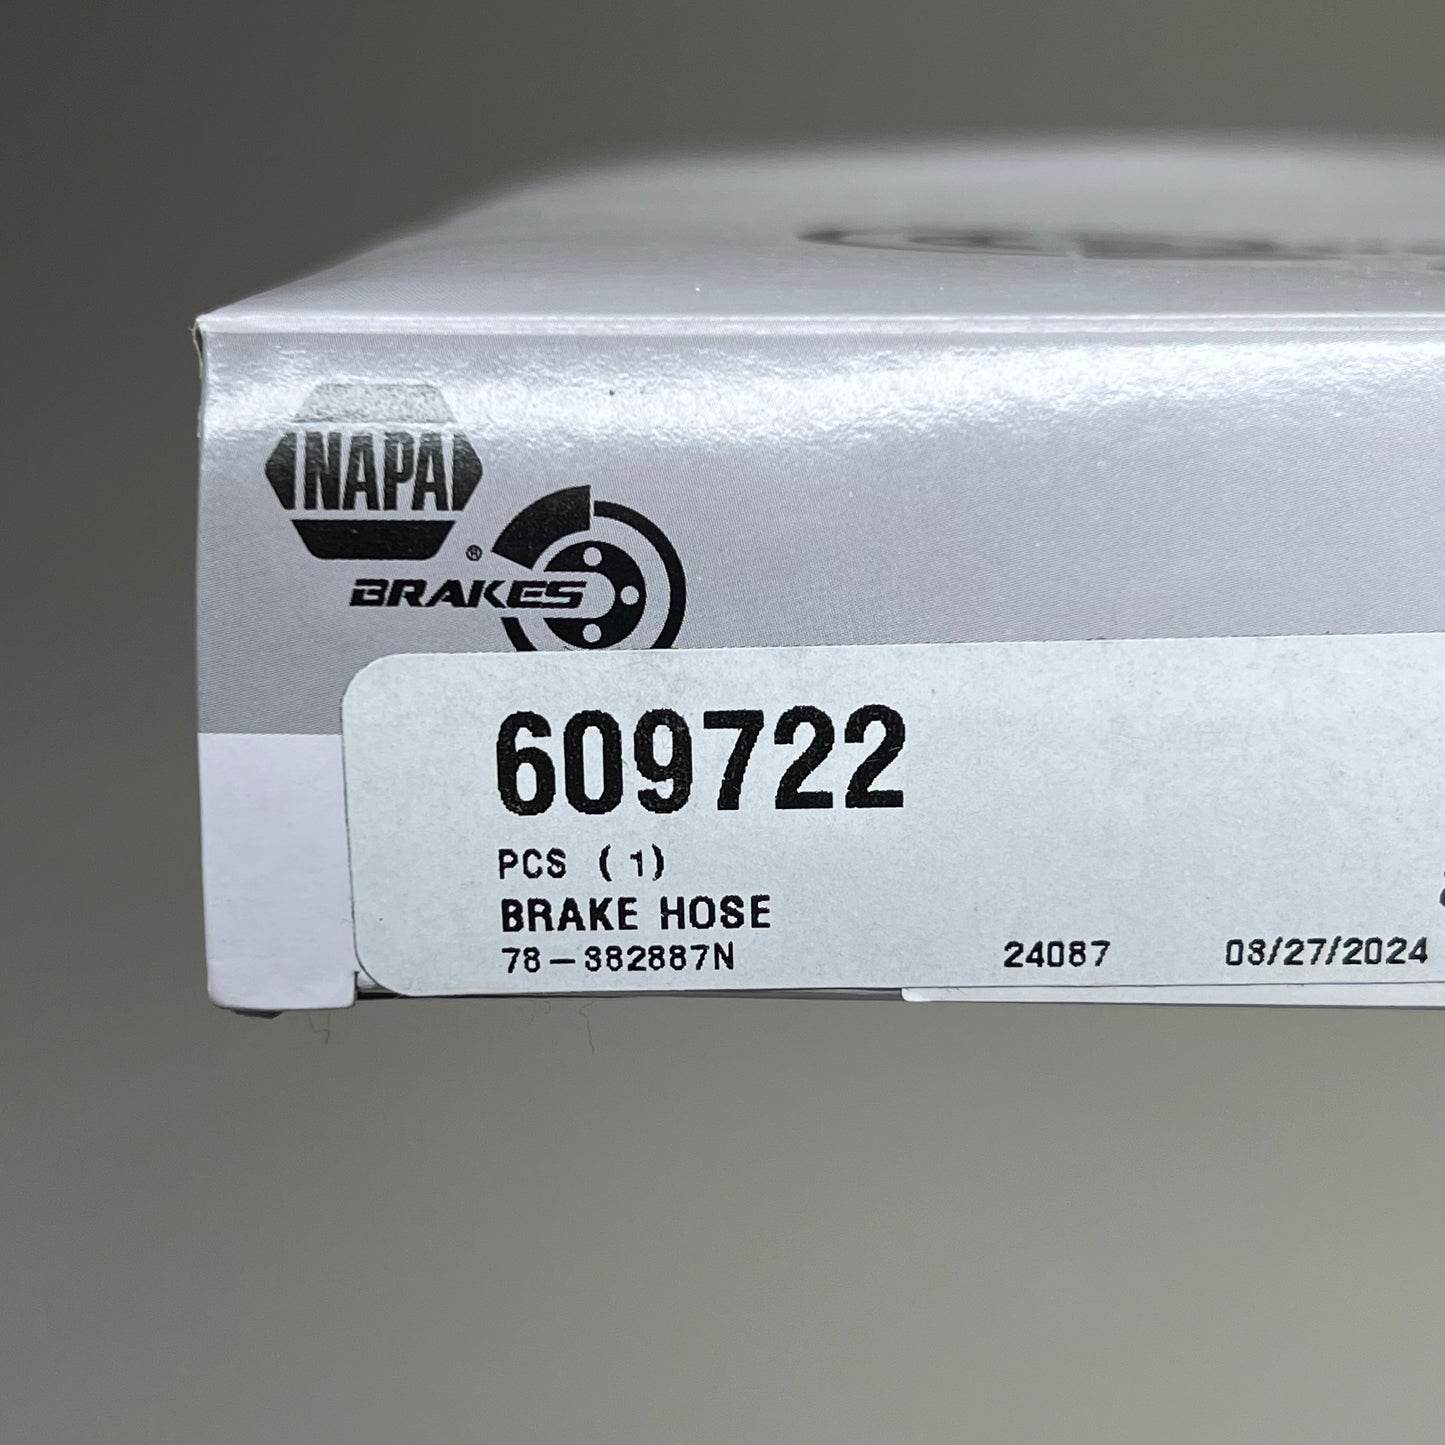 NAPA
®
BRAKES
609722
PCS (1)
BRAKE HOSE
78-382887N 24087 03/27/2024